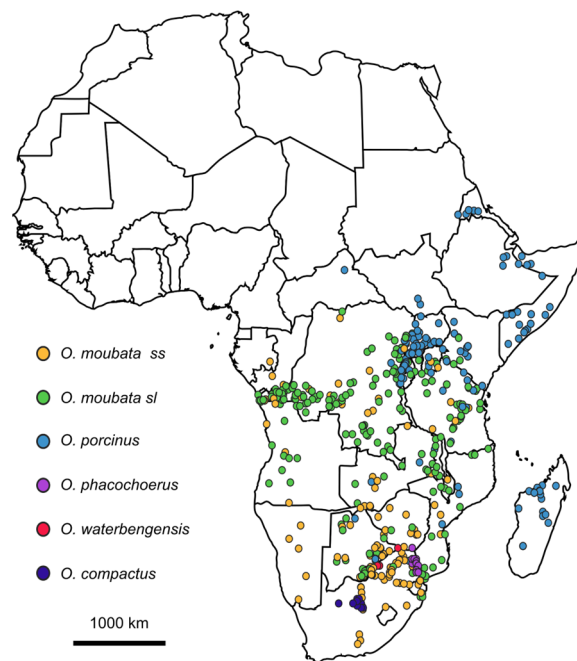 O. moubata ss
O. moubata sl
O. porcinus
O. phacochoerus
O. waterbengensis
O. compactus
1000 km